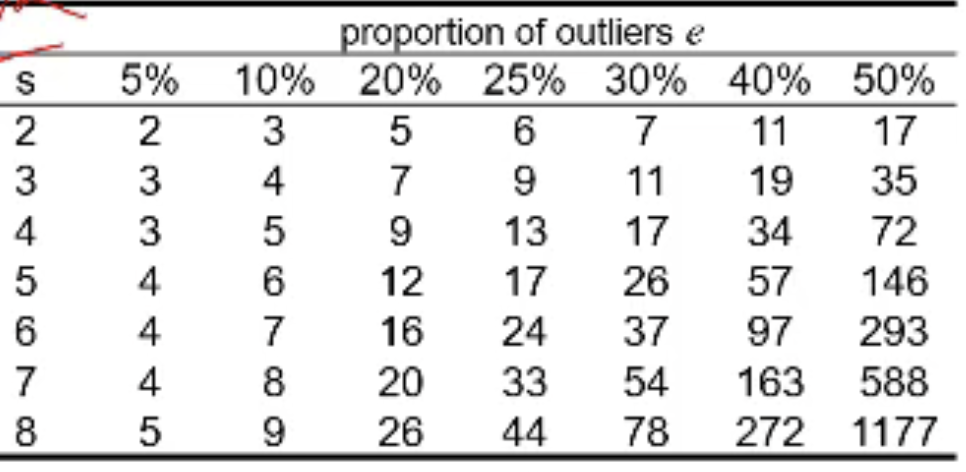 proportion of outliers e
s 5% 10% 20% 25% 30% 40% 50%
2 2 3 5 6 7 11 17
3 3 4 7 9 11 19 35
4 3 5 9 13 17 34 72
5 4 6 12 17 26 57 146
6 4 7 16 24 37 97 293
7 4 8 20 33 54 163 588
8 5 9 26 44 78 272 1177